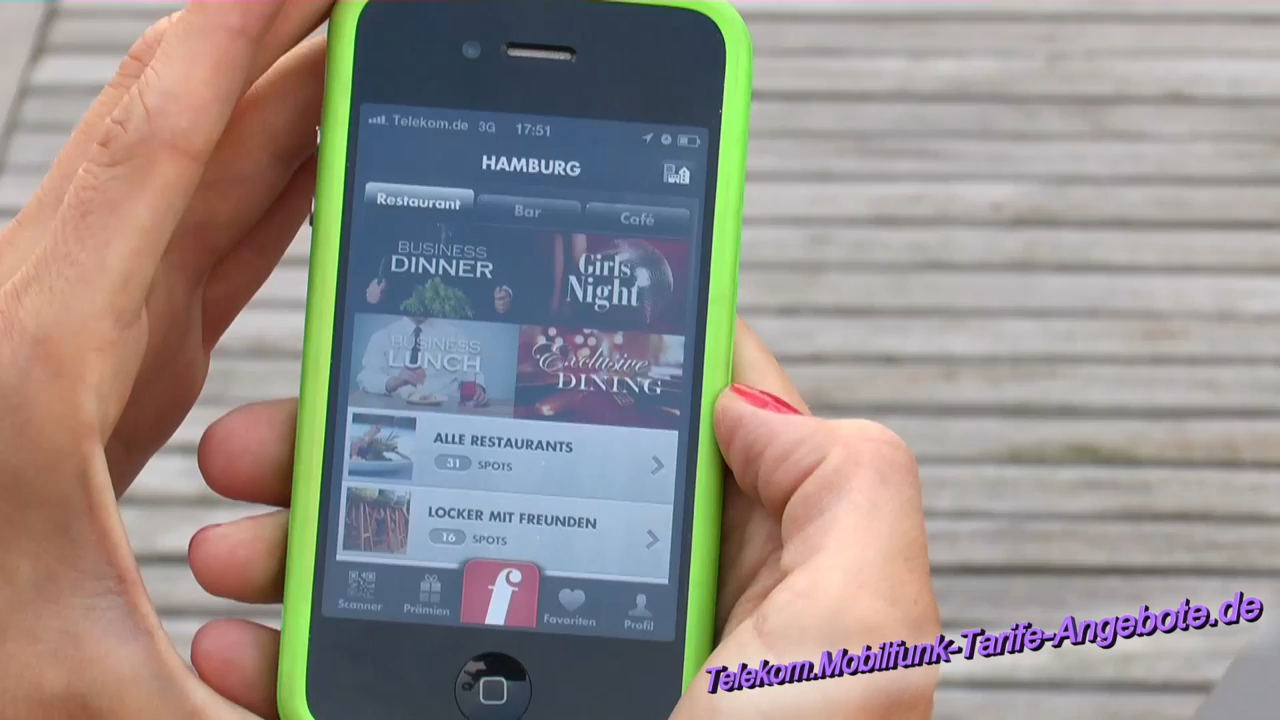 Telekom.de 3G 17:51
HAMBURG
Restaurant Bar Café
BUSINESS
DINNER
Girls
Night
BUSINESS
LUNCH
Exclusive
DINING
ALLE RESTAURANTS
31 SPOTS
LOCKER MIT FREUNDEN
16 SPOTS
f
Scanner Prämien Favoriten Profil
Telekom.Mobilfunk-Tarife-Angebote.de